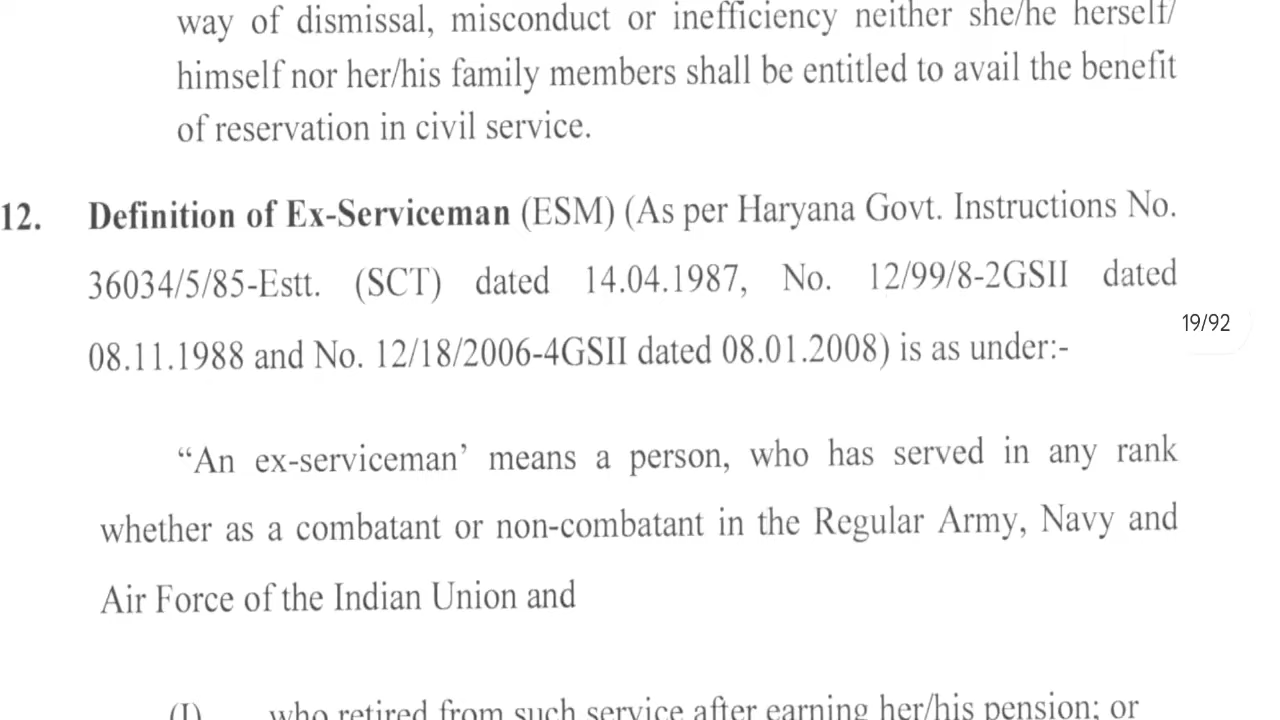 way of dismissal, misconduct or inefficiency neither she/he herself/
himself nor her/his family members shall be entitled to avail the benefit
of reservation in civil service.
12. Definition of Ex-Serviceman (ESM) (As per Haryana Govt. Instructions No.
36034/5/85-Estt. (SCT) dated 14.04.1987, No. 12/99/8-2GSII dated
19/92
08.11.1988 and No. 12/18/2006-4GSII dated 08.01.2008) is as under:-
“An ex-serviceman’ means a person, who has served in any rank
whether as a combatant or non-combatant in the Regular Army, Navy and
Air Force of the Indian Union and
(I) who retired from such service after earning her/his pension; or